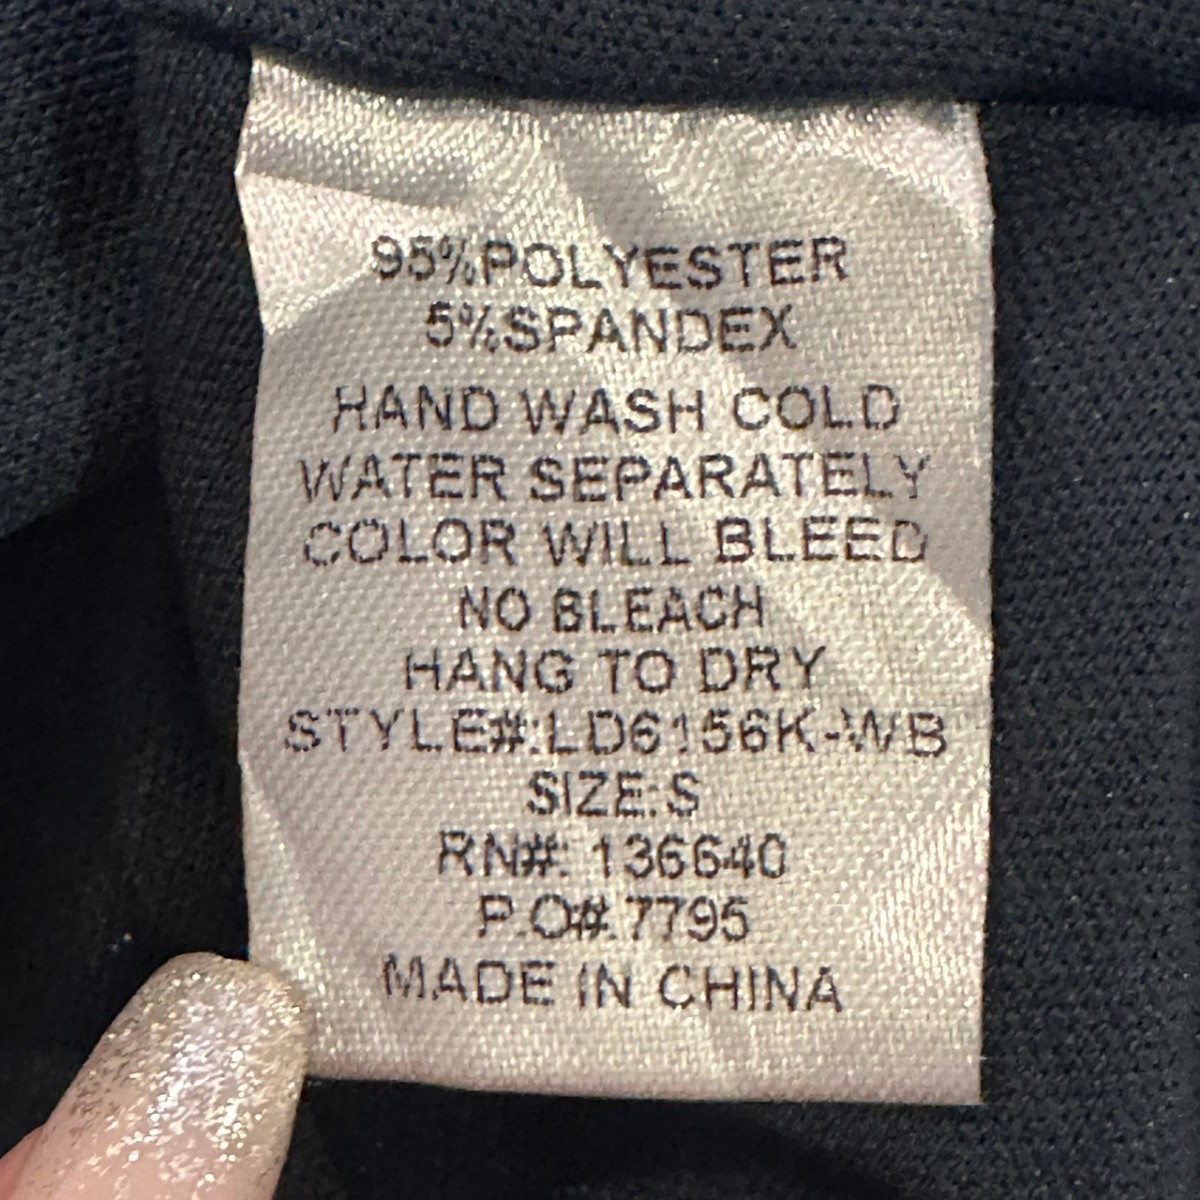 95%POLYESTER
5%SPANDEX
HAND WASH COLD
WATER SEPARATELY
COLOR WILL BLEED
NO BLEACH
HANG TO DRY
STYLE#:LD6156K-WB
SIZE:S
RN#: 136640
P.O#.7795
MADE IN CHINA